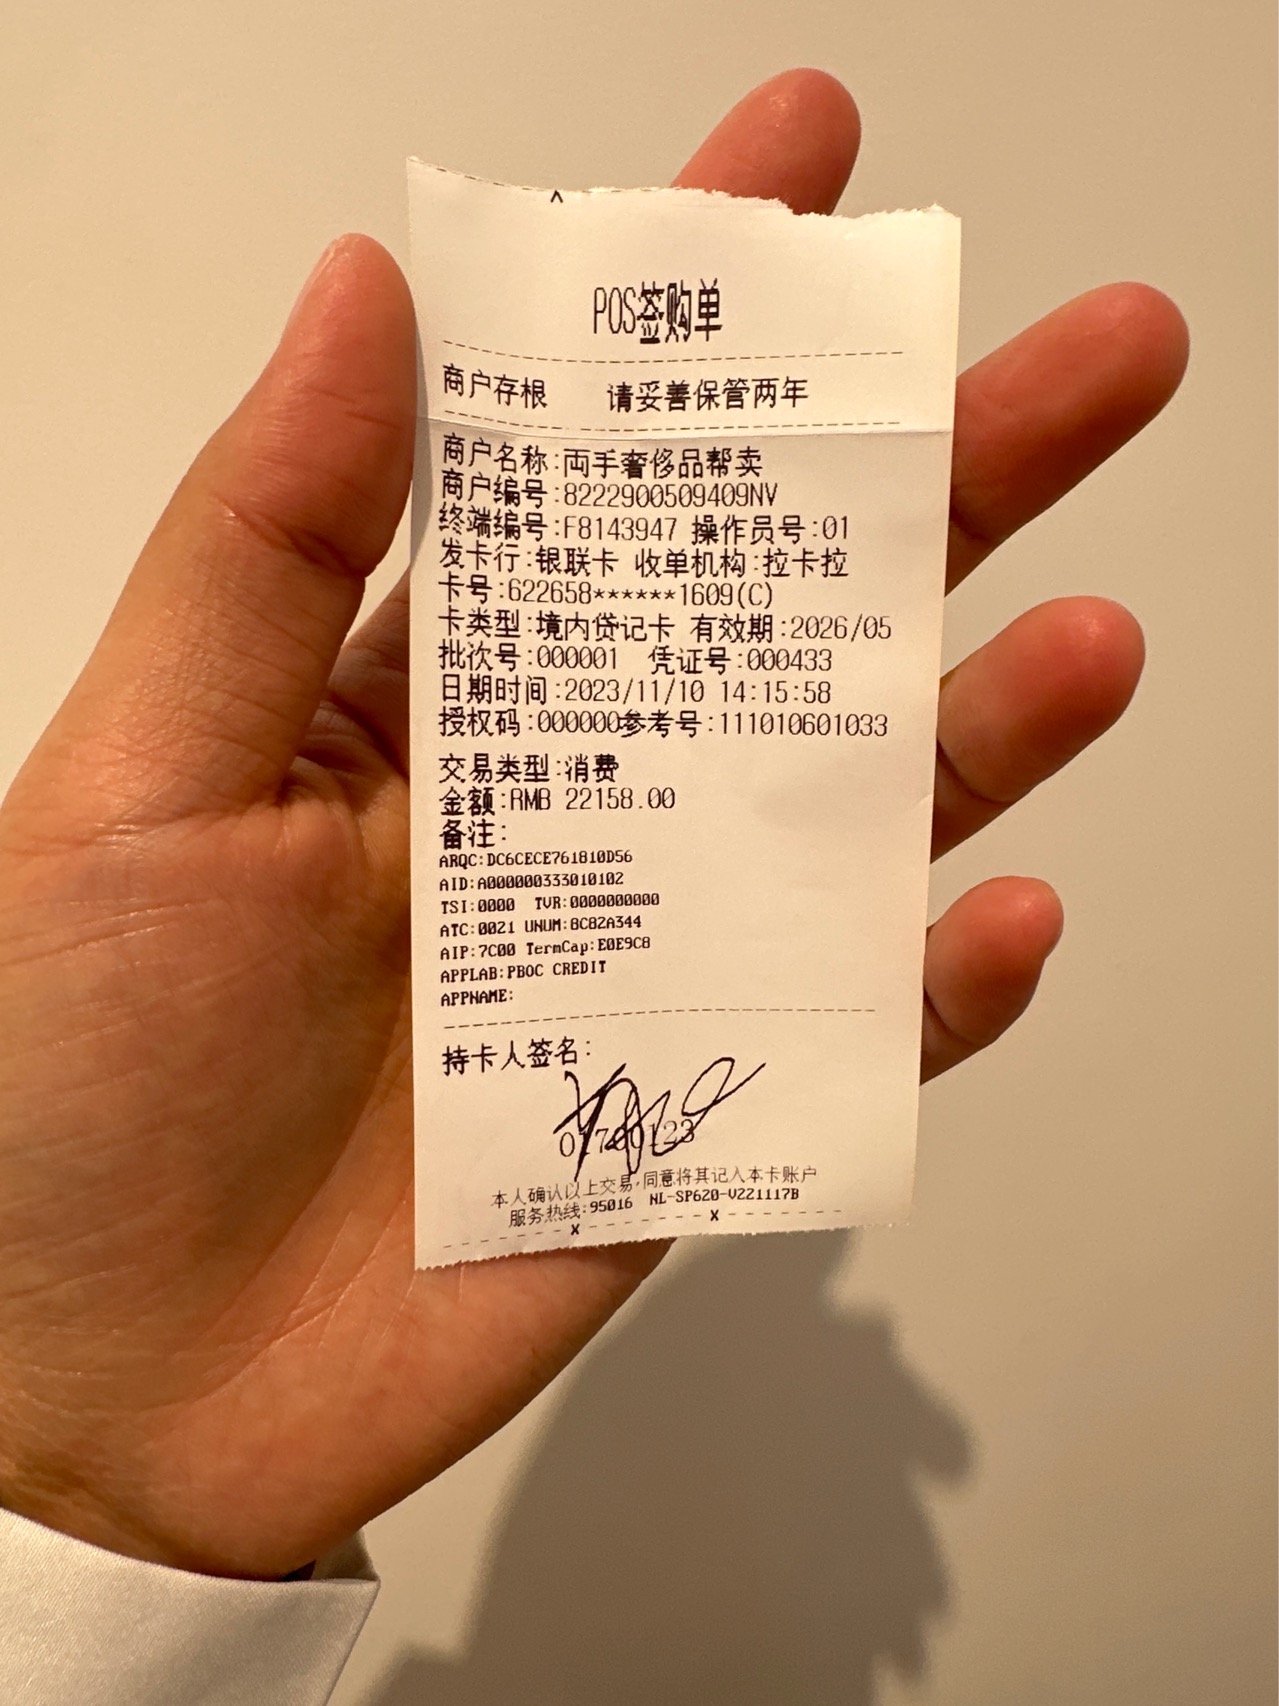 POS签购单
商户存根 请妥善保管两年
商户名称:両手奢侈品帮卖
商户编号:8222900509409NV
终端编号:F8143947 操作员号:01
发卡行:银联卡 收单机构:拉卡拉
卡号:622658******1609(C)
卡类型:境内贷记卡 有效期:2026/05
批次号:000001 凭证号:000433
日期时间:2023/11/10 14:15:58
授权码:000000参考号:111010601033
交易类型:消费
金额:RMB 22158.00
备注:
ARQC:DC6CECE761810D56
AID:A000000333010102
TSI:0000 TVR:0000000000
ATC:0021 UNUM:8C82A344
AIP:7C00 TermCap:E0E9C8
APPLAB:PBOC CREDIT
APPNAME:
持卡人签名:
本人确认以上交易,同意将其记入本卡账户
服务热线:95016 NL-SP620-V221117B